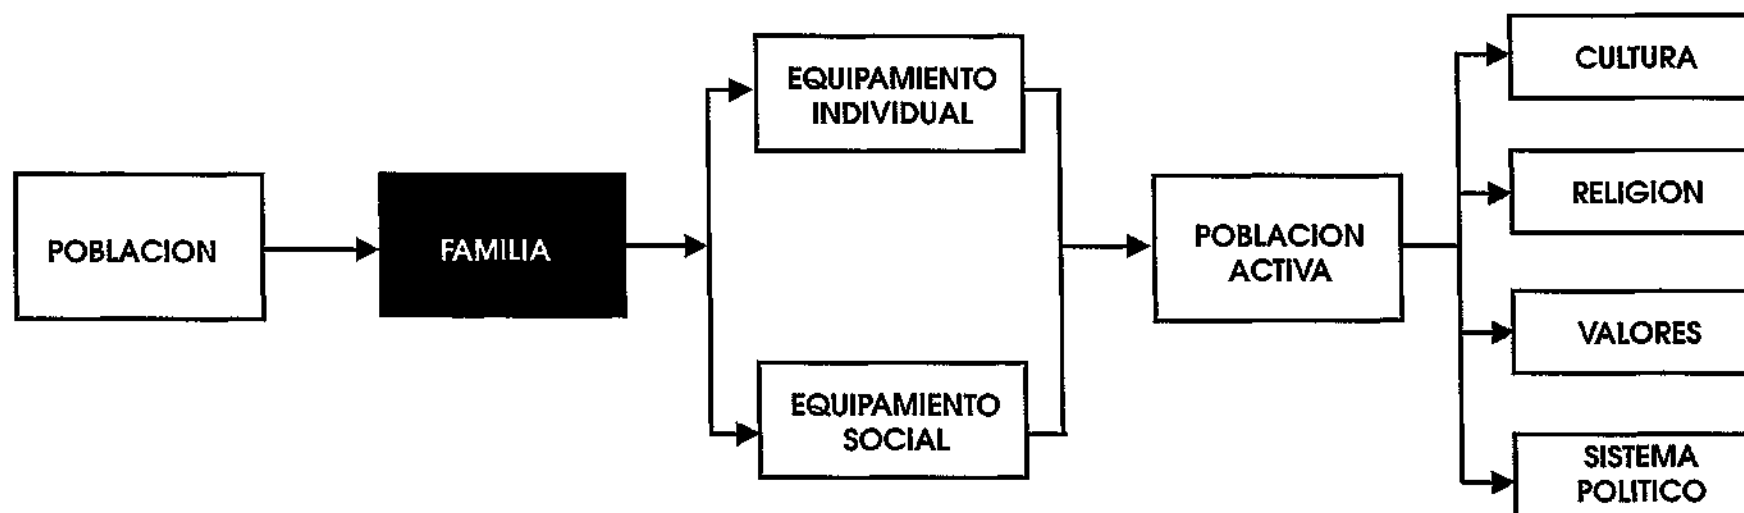 POBLACION
FAMILIA
EQUIPAMIENTO
INDIVIDUAL
EQUIPAMIENTO
SOCIAL
POBLACION
ACTIVA
CULTURA
RELIGION
VALORES
SISTEMA
POLITICO